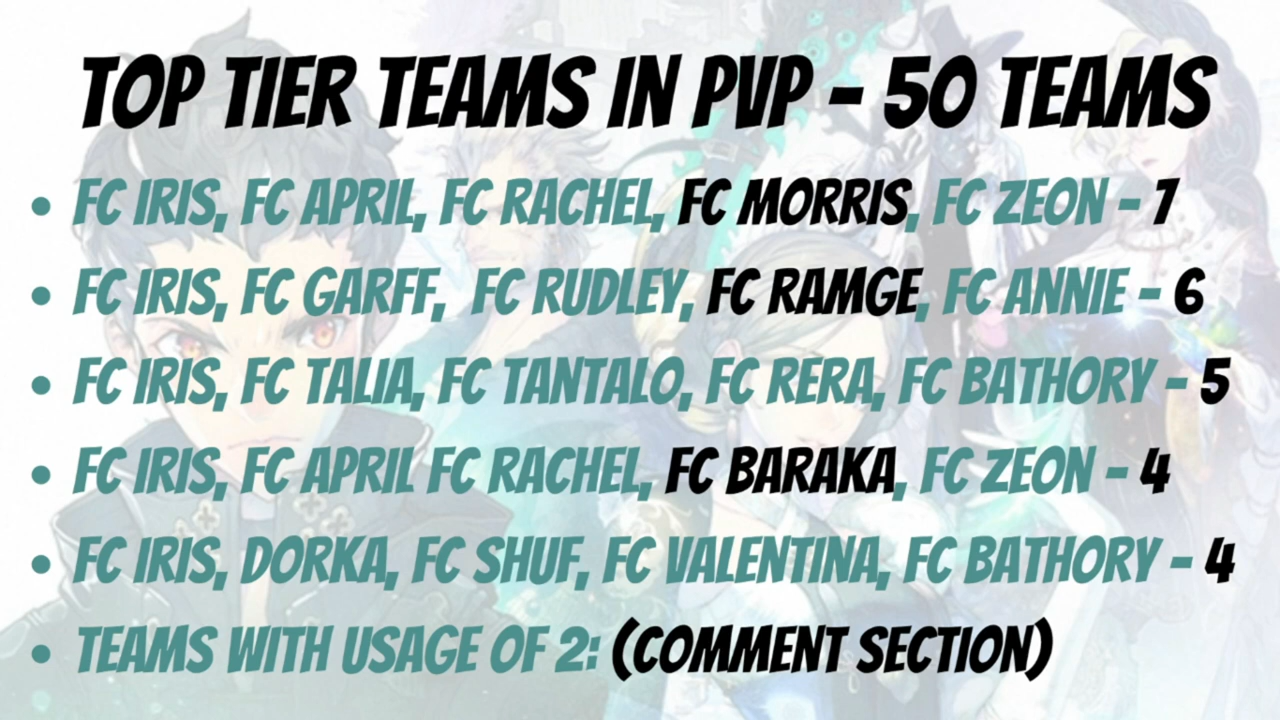 TOP TIER TEAMS IN PVP - 50 TEAMS
• FC IRIS, FC APRIL, FC RACHEL, FC MORRIS, FC ZEON - 7
• FC IRIS, FC GARFF, FC RUDLEY, FC RAMGE, FC ANNIE - 6
• FC IRIS, FC TALIA, FC TANTALO, FC RERA, FC BATHORY - 5
• FC IRIS, FC APRIL FC RACHEL, FC BARAKA, FC ZEON - 4
• FC IRIS, DORKA, FC SHUF, FC VALENTINA, FC BATHORY - 4
• TEAMS WITH USAGE OF 2: (COMMENT SECTION)